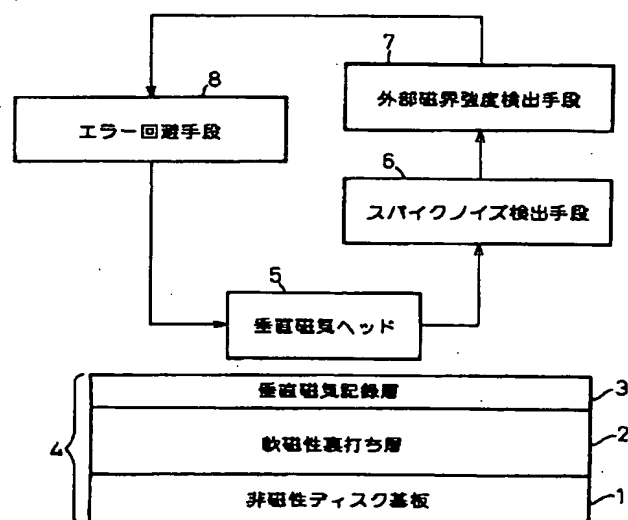 7
外部磁界強度検出手段
8
エラー回避手段
6
スパイクノイズ検出手段
5
垂直磁気ヘッド
垂直磁気記録層
3
4
軟磁性裏打ち層
2
非磁性ディスク基板
1